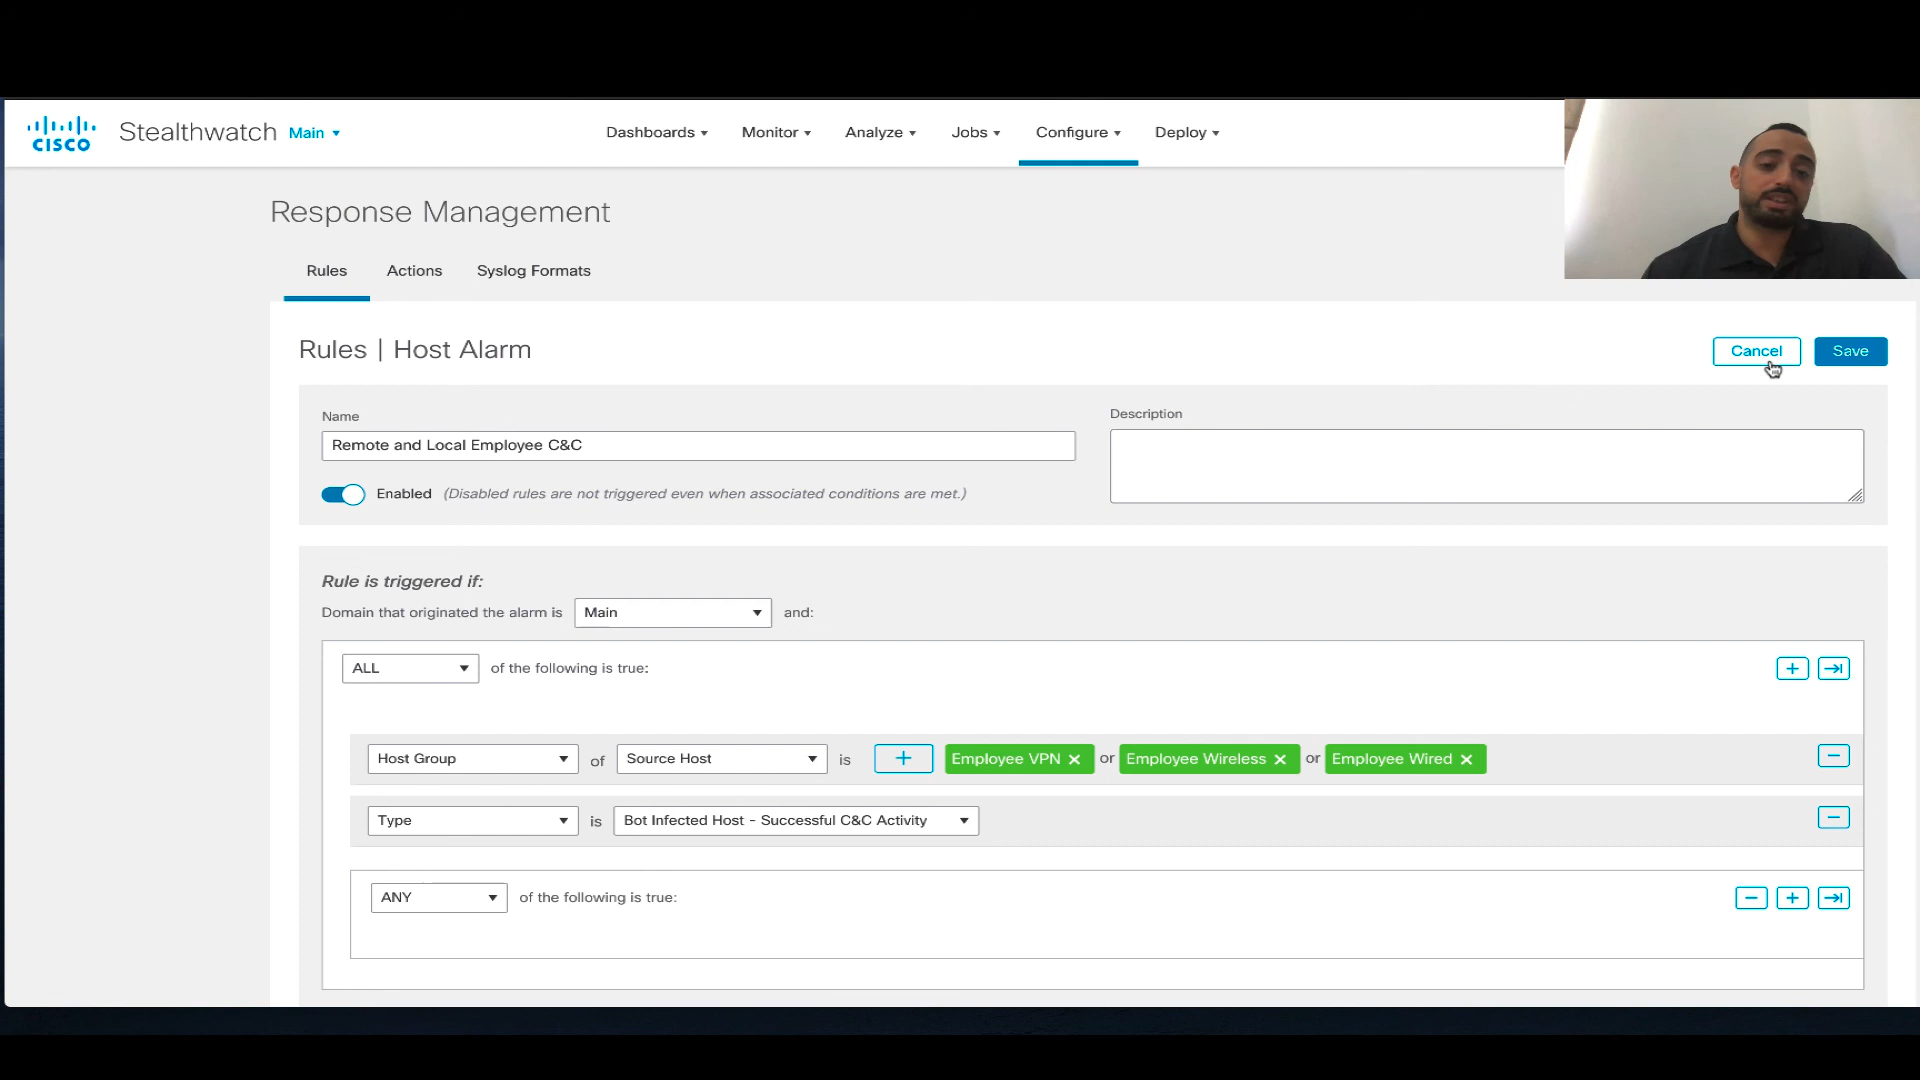 CISCO Stealthwatch Main Dashboards Monitor Analyze Jobs Configure Deploy
Response Management
Rules Actions Syslog Formats
Rules | Host Alarm
Cancel Save
Name
Description
Remote and Local Employee C&C
Enabled (Disabled rules are not triggered even when associated conditions are met.)
Rule is triggered if:
Domain that originated the alarm is Main and:
ALL of the following is true:
Host Group of Source Host is + Employee VPN × or Employee Wireless × or Employee Wired ×
Type is Bot Infected Host - Successful C&C Activity
ANY of the following is true: